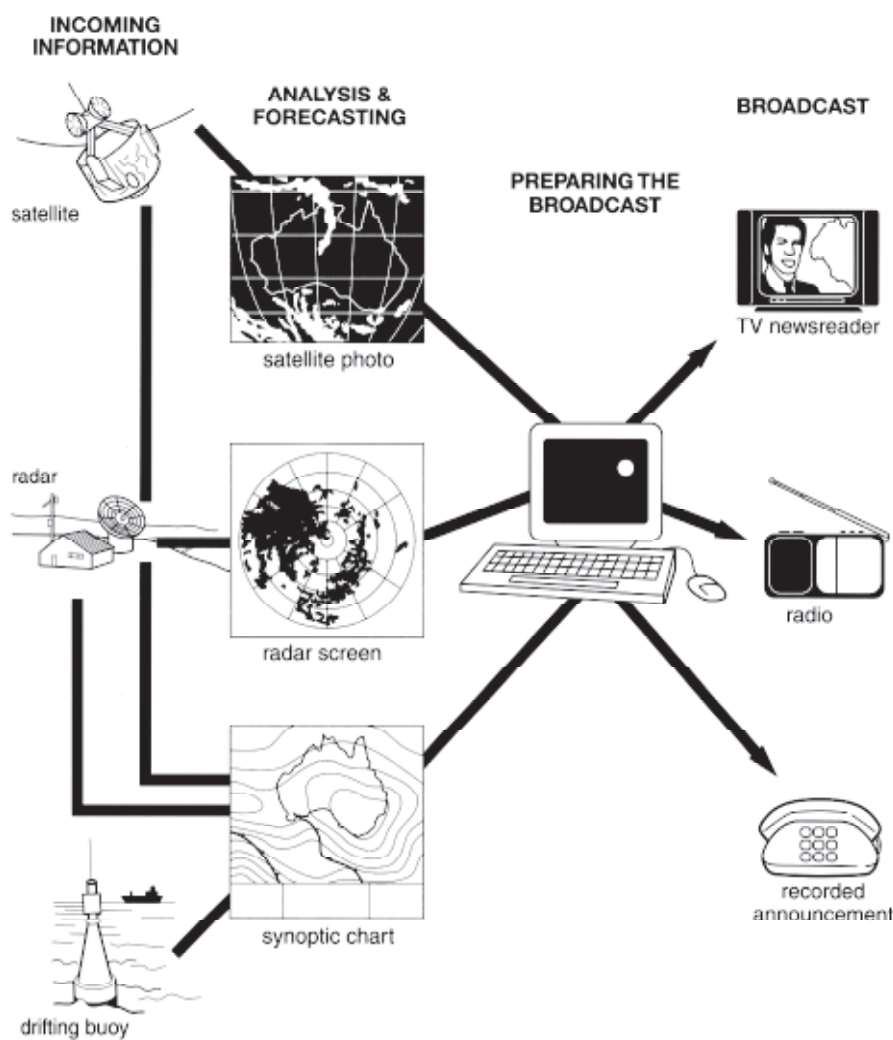 INCOMING
INFORMATION
ANALYSIS &
FORECASTING
BROADCAST
PREPARING THE
BROADCAST
satellite
TV newsreader
satellite photo
radar
radio
radar screen
recorded
announcement
synoptic chart
drifting buoy